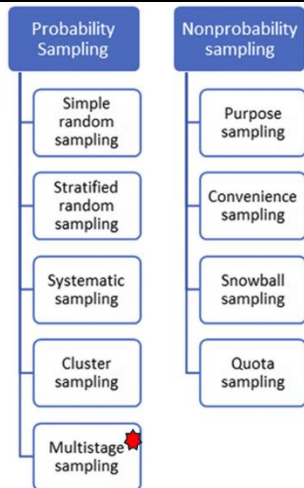 Probability
Sampling
Simple
random
sampling
Stratified
random
sampling
Systematic
sampling
Cluster
sampling
Multistage
sampling
Nonprobability
sampling
Purpose
sampling
Convenience
sampling
Snowball
sampling
Quota
sampling